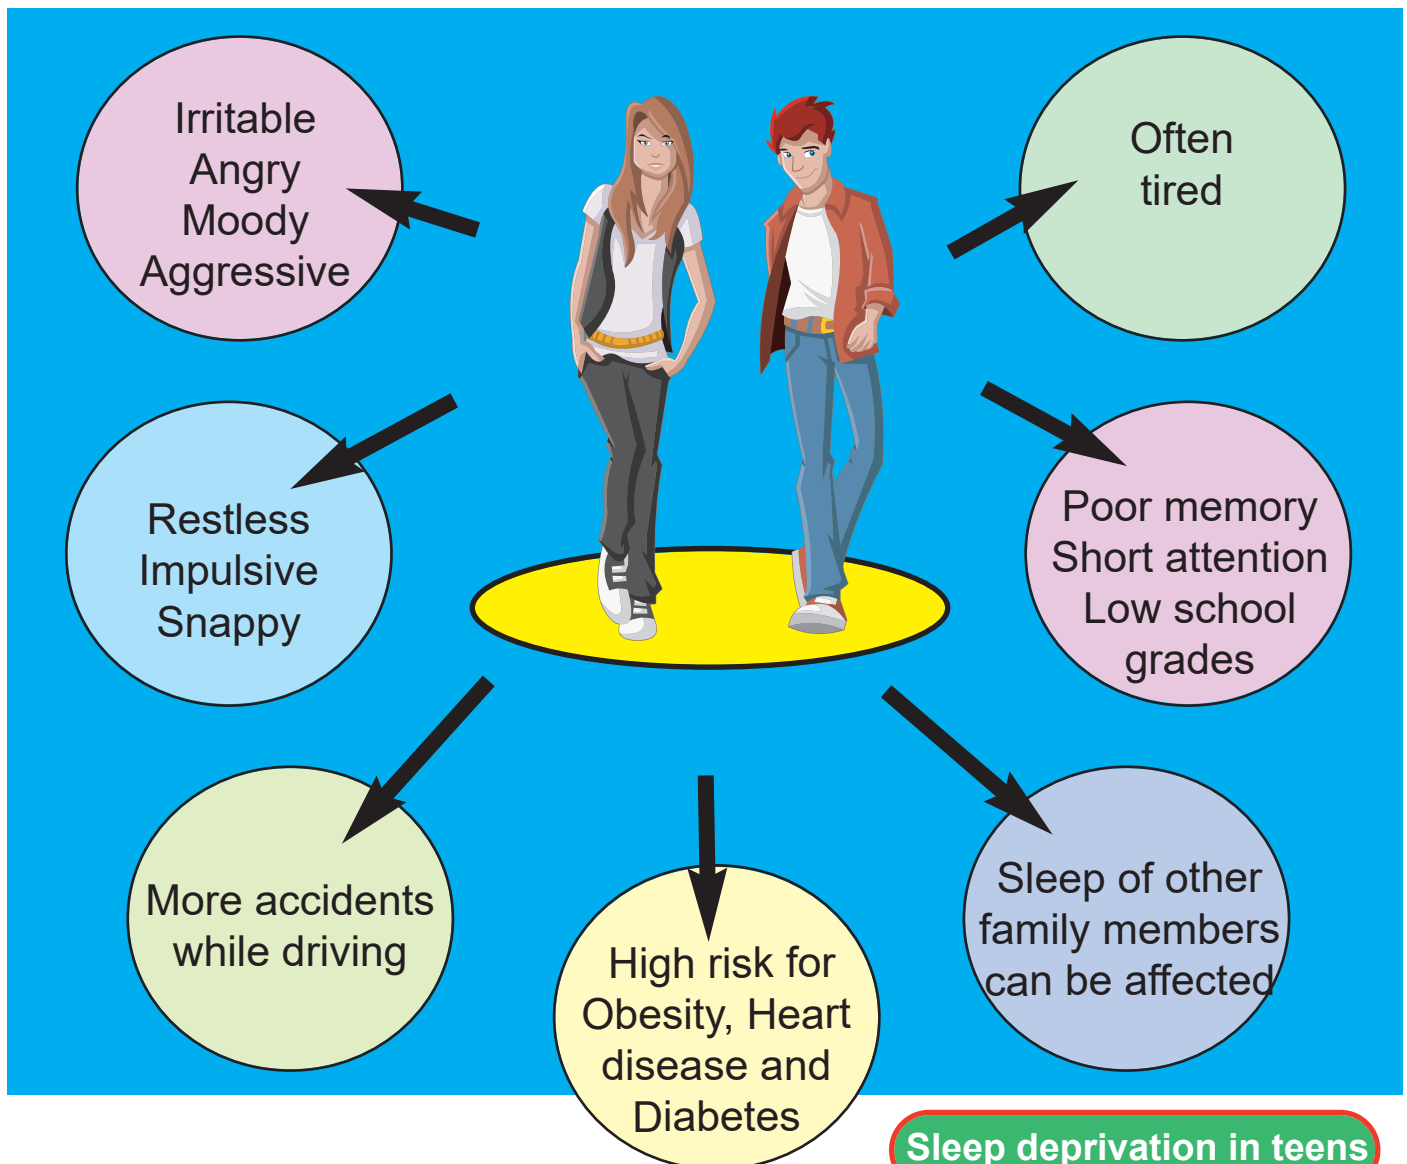 Irritable
Angry
Moody
Aggressive
Often
tired
Restless
Impulsive
Snappy
Poor memory
Short attention
Low school
grades
More accidents
while driving
High risk for
Obesity, Heart
disease and
Diabetes
Sleep of other
family members
can be affected
Sleep deprivation in teens